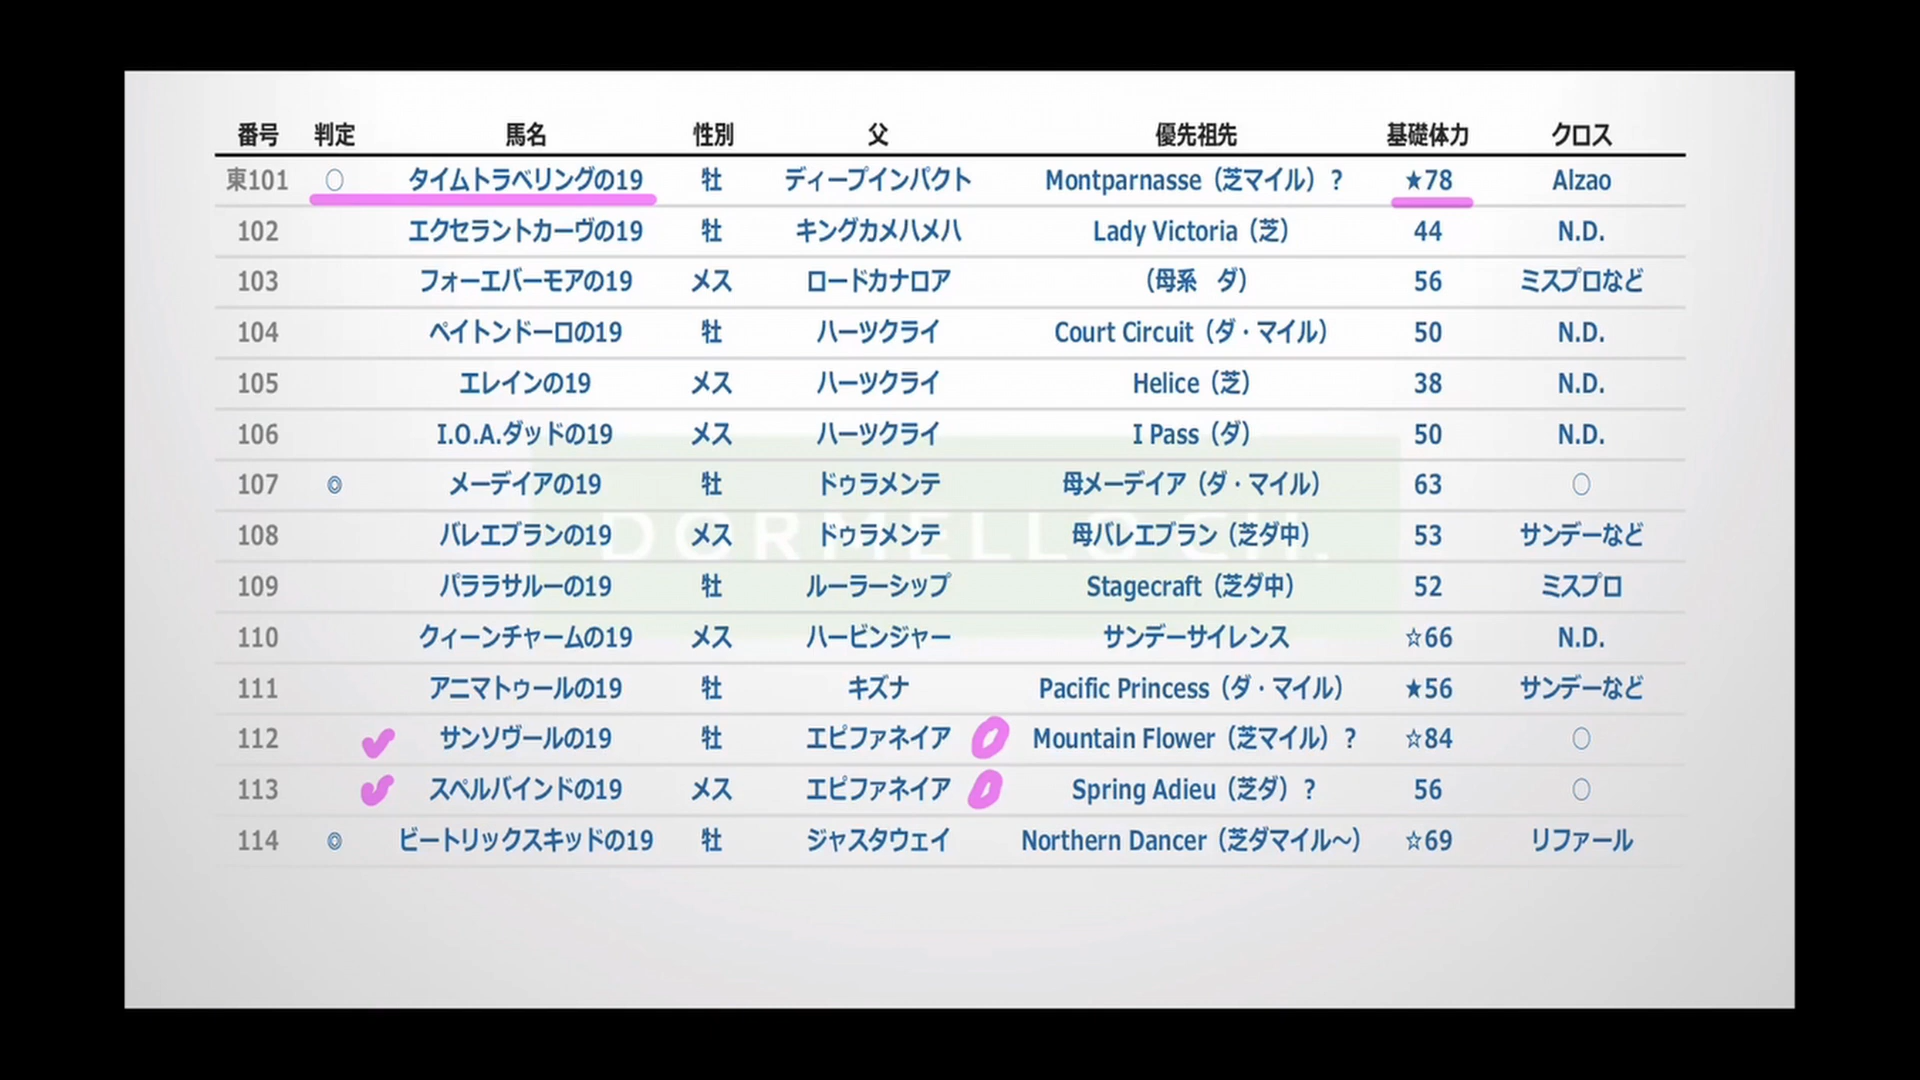 番号 判定 馬名 性別 父 優先祖先 基礎体力 クロス
東101 ○ タイムトラベリングの19 牡 ディープインパクト Montparnasse（芝マイル）？ ★78 Alzao
102 エクセラントカーヴの19 牡 キングカメハメハ Lady Victoria（芝） 44 N.D.
103 フォーエバーモアの19 メス ロードカナロア （母系　ダ） 56 ミスプロなど
104 ペイトンドーロの19 牡 ハーツクライ Court Circuit（ダ・マイル） 50 N.D.
105 エレインの19 メス ハーツクライ Helice（芝） 38 N.D.
106 I.O.A.ダッドの19 メス ハーツクライ I Pass（ダ） 50 N.D.
107 ◎ メーデイアの19 牡 ドゥラメンテ 母メーデイア（ダ・マイル） 63 ○
108 バレエブランの19 メス ドゥラメンテ 母バレエブラン（芝ダ中） 53 サンデーなど
DORMELLO CH.
109 パララサルーの19 牡 ルーラーシップ Stagecraft（芝ダ中） 52 ミスプロ
110 クィーンチャームの19 メス ハービンジャー サンデーサイレンス ☆66 N.D.
111 アニマトゥールの19 牡 キズナ Pacific Princess（ダ・マイル） ★56 サンデーなど
112 サンソヴールの19 牡 エピファネイア Mountain Flower（芝マイル）？ ☆84 ○
113 スペルバインドの19 メス エピファネイア Spring Adieu（芝ダ）？ 56 ○
114 ◎ ビートリックスキッドの19 牡 ジャスタウェイ Northern Dancer（芝ダマイル～） ☆69 リファール